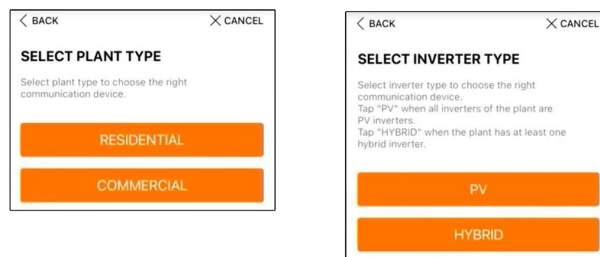 < BACK
X CANCEL
SELECT PLANT TYPE
Select plant type to choose the right
communication device.
RESIDENTIAL
COMMERCIAL
< BACK
X CANCEL
SELECT INVERTER TYPE
Select inverter type to choose the right
communication device.
Tap "PV" when all inverters of the plant are
PV inverters.
Tap "HYBRID" when the plant has at least one
hybrid inverter.
PV
HYBRID